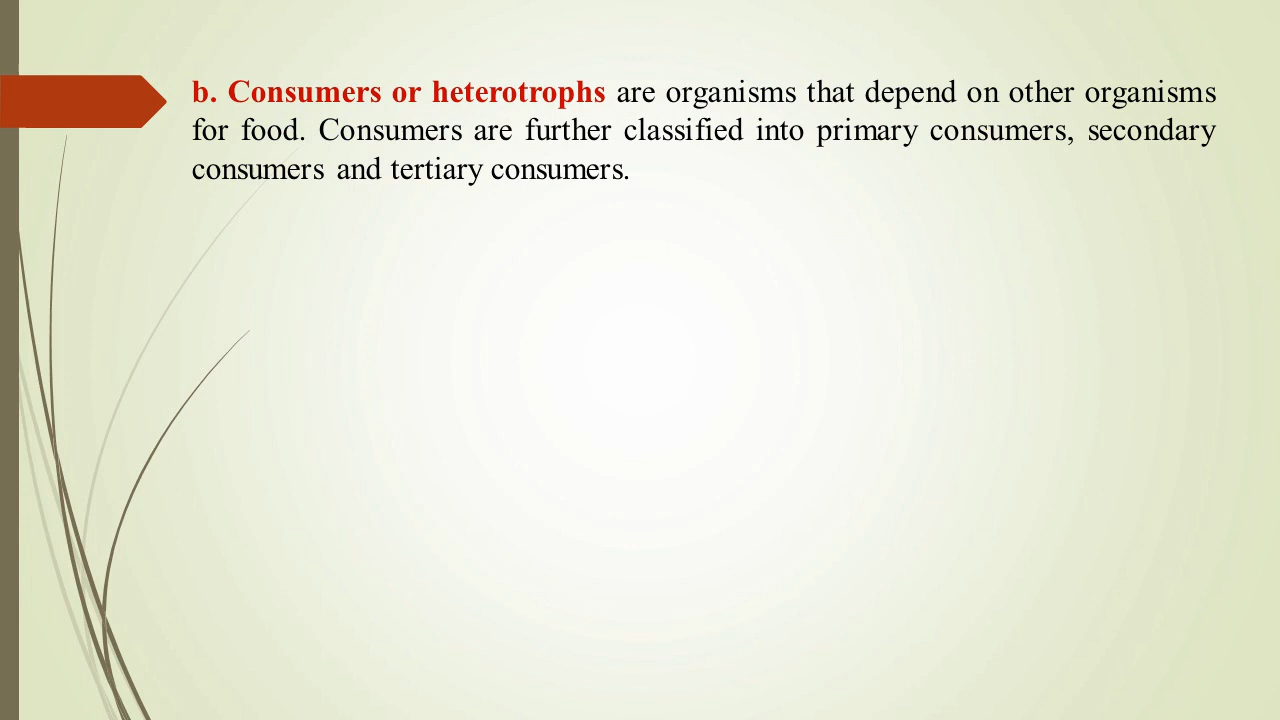 b. Consumers or heterotrophs are organisms that depend on other organisms
for food. Consumers are further classified into primary consumers, secondary
consumers and tertiary consumers.